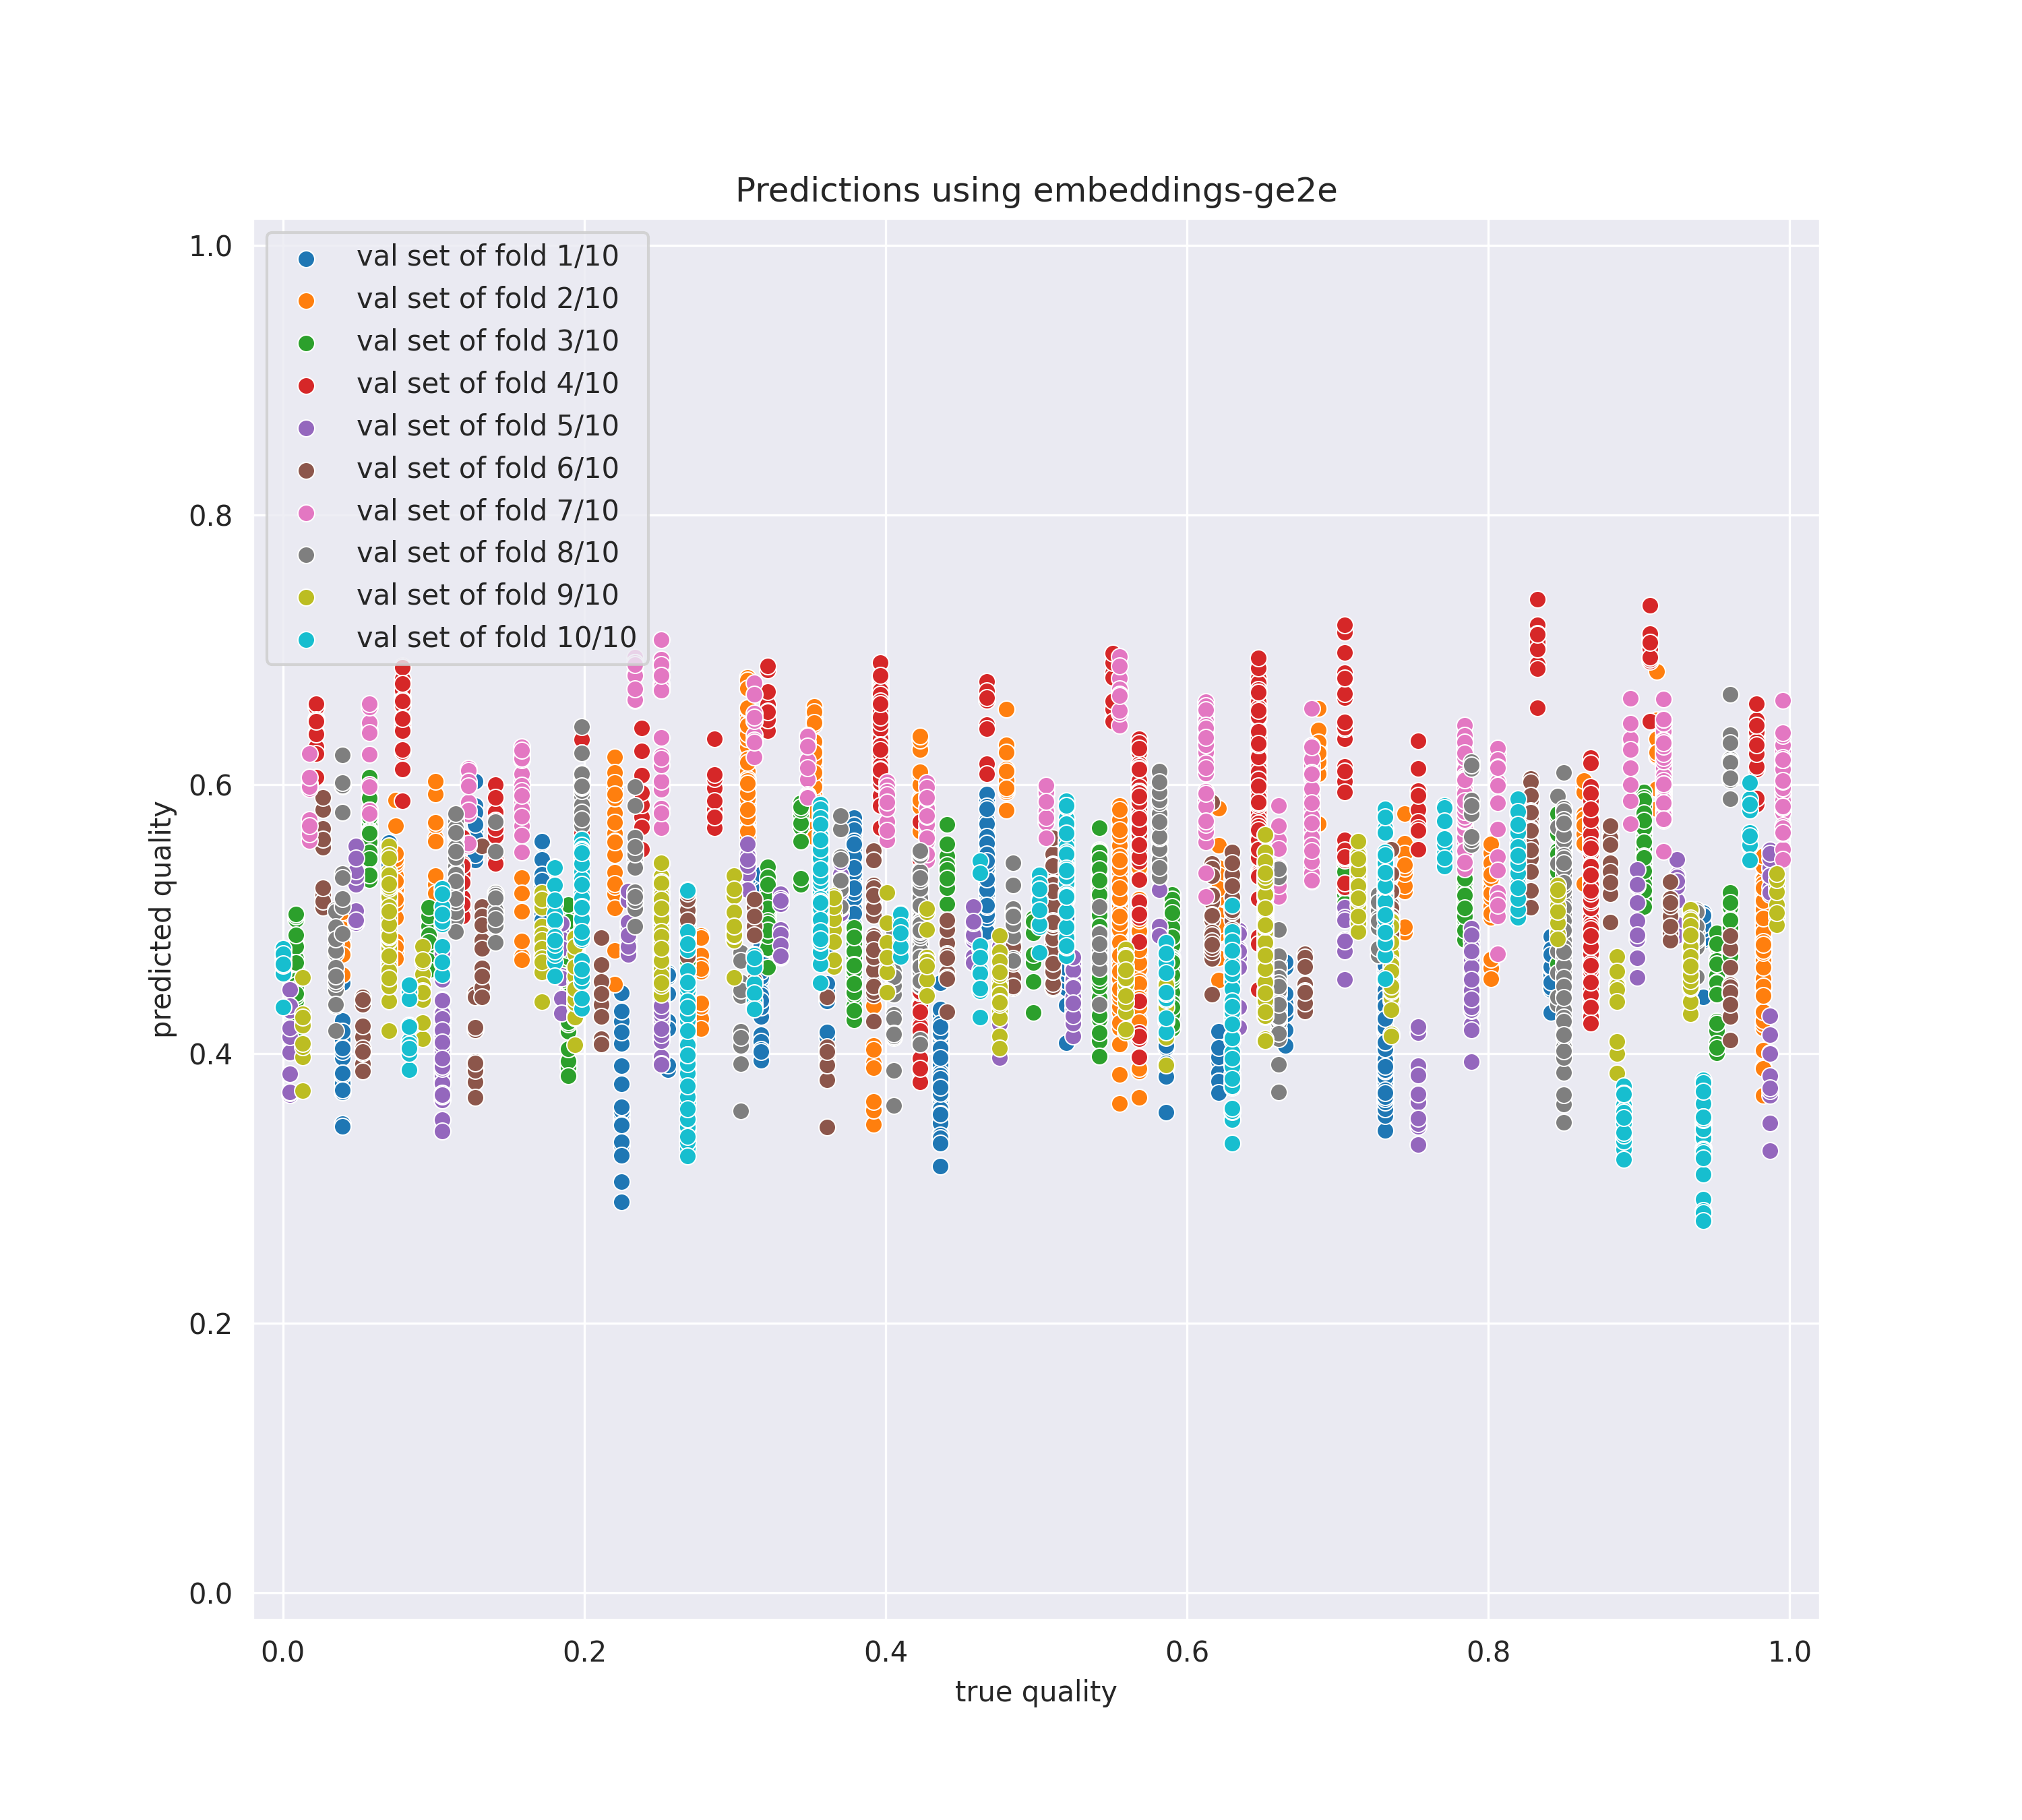 Predictions using embeddings-ge2e
1.0
0.8
0.6
0.4
0.2
0.0
predicted quality
val set of fold 1/10
val set of fold 2/10
val set of fold 3/10
val set of fold 4/10
val set of fold 5/10
val set of fold 6/10
val set of fold 7/10
val set of fold 8/10
val set of fold 9/10
val set of fold 10/10
0.0 0.2 0.4 0.6 0.8 1.0
true quality